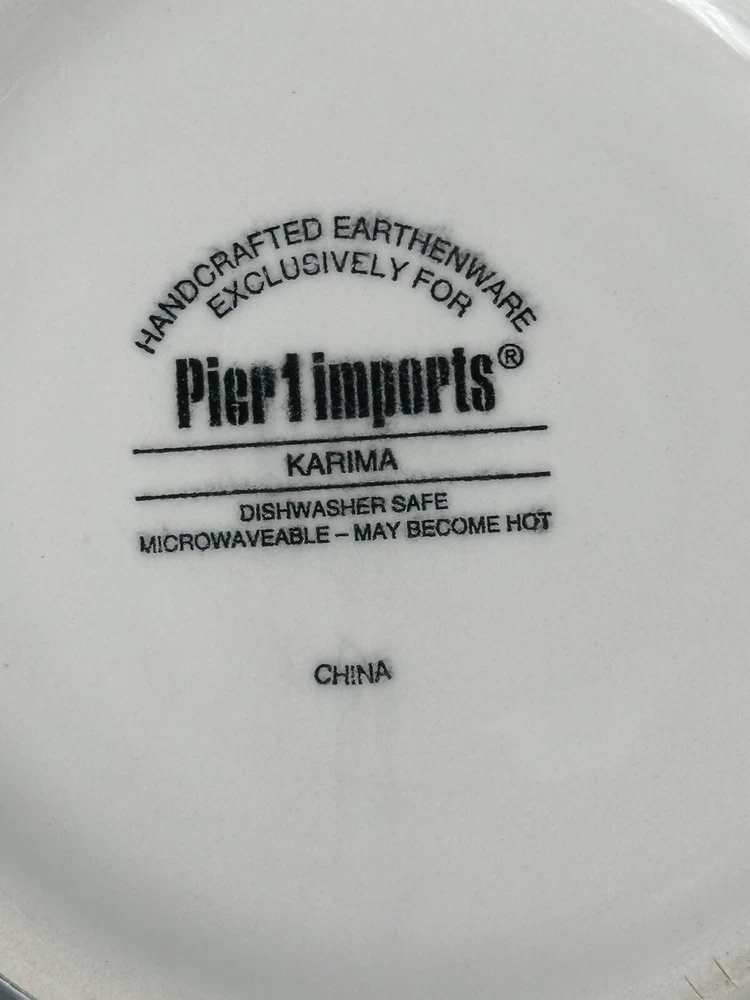 HANDCRAFTED EARTHENWARE
EXCLUSIVELY FOR
Pier 1 imports®
KARIMA
DISHWASHER SAFE
MICROWAVEABLE – MAY BECOME HOT
CHINA